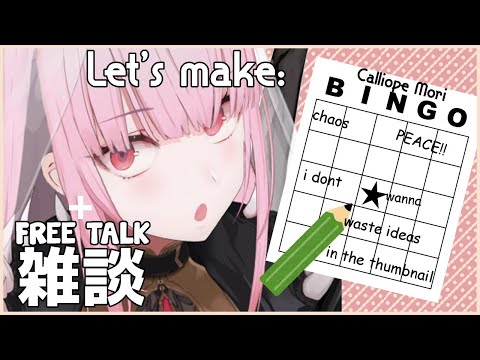 Let's make:
+
FREE TALK
雑談
Calliope Mori
BINGO
chaos
PEACE!!
i dont
wanna
waste ideas
in the thumbnail